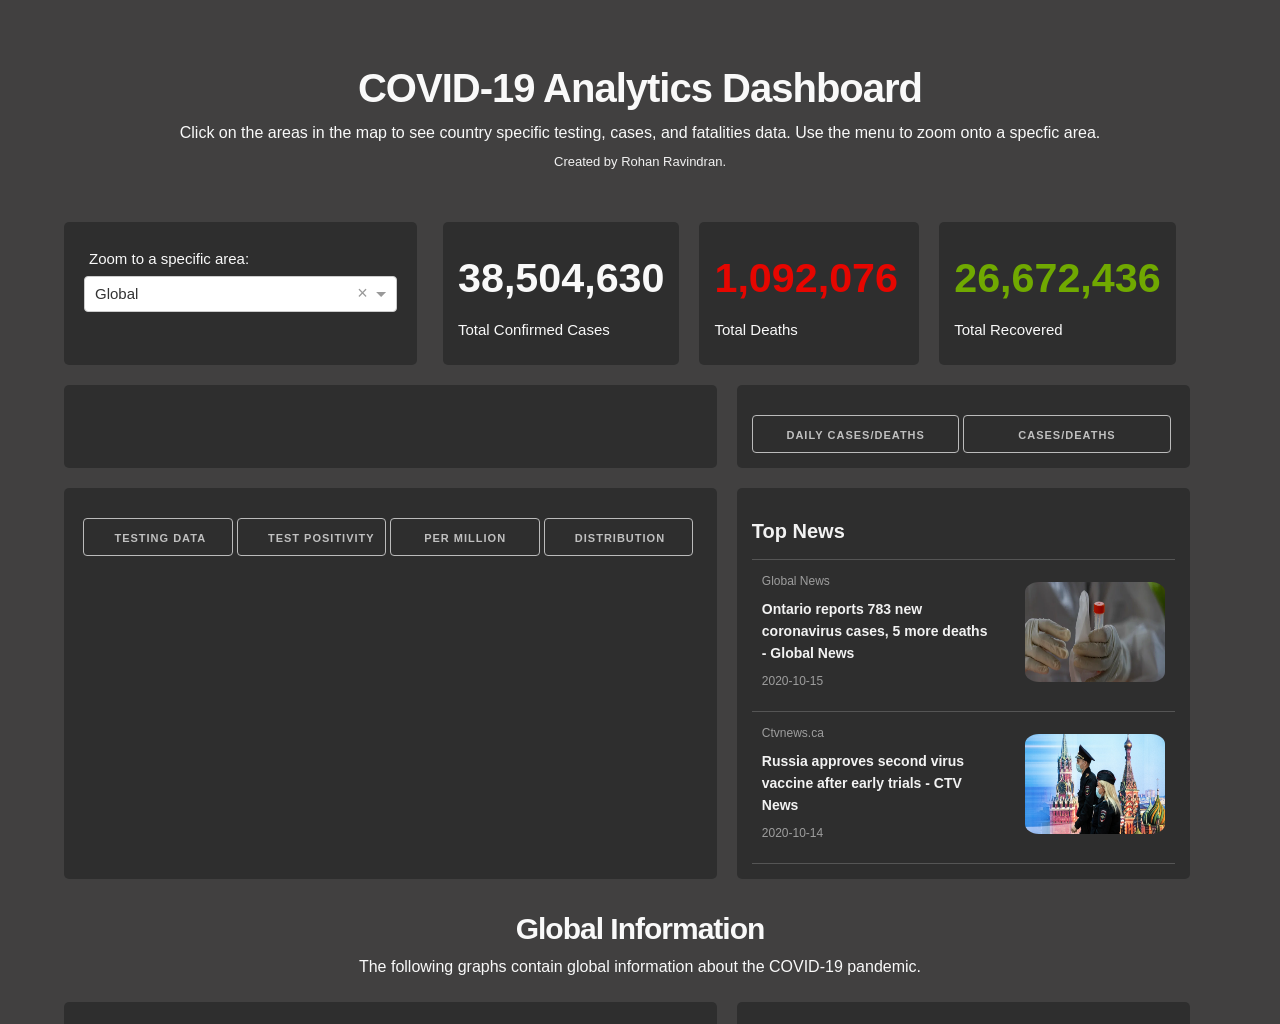 COVID-19 Analytics Dashboard
Click on the areas in the map to see country specific testing, cases, and fatalities data. Use the menu to zoom onto a specfic area.
Created by Rohan Ravindran.
Zoom to a specific area:
Global
38,504,630
Total Confirmed Cases
1,092,076
Total Deaths
26,672,436
Total Recovered
DAILY CASES/DEATHS
CASES/DEATHS
TESTING DATA
TEST POSITIVITY
PER MILLION
DISTRIBUTION
Top News
Global News
Ontario reports 783 new
coronavirus cases, 5 more deaths
- Global News
2020-10-15
Ctvnews.ca
Russia approves second virus
vaccine after early trials - CTV
News
2020-10-14
Global Information
The following graphs contain global information about the COVID-19 pandemic.